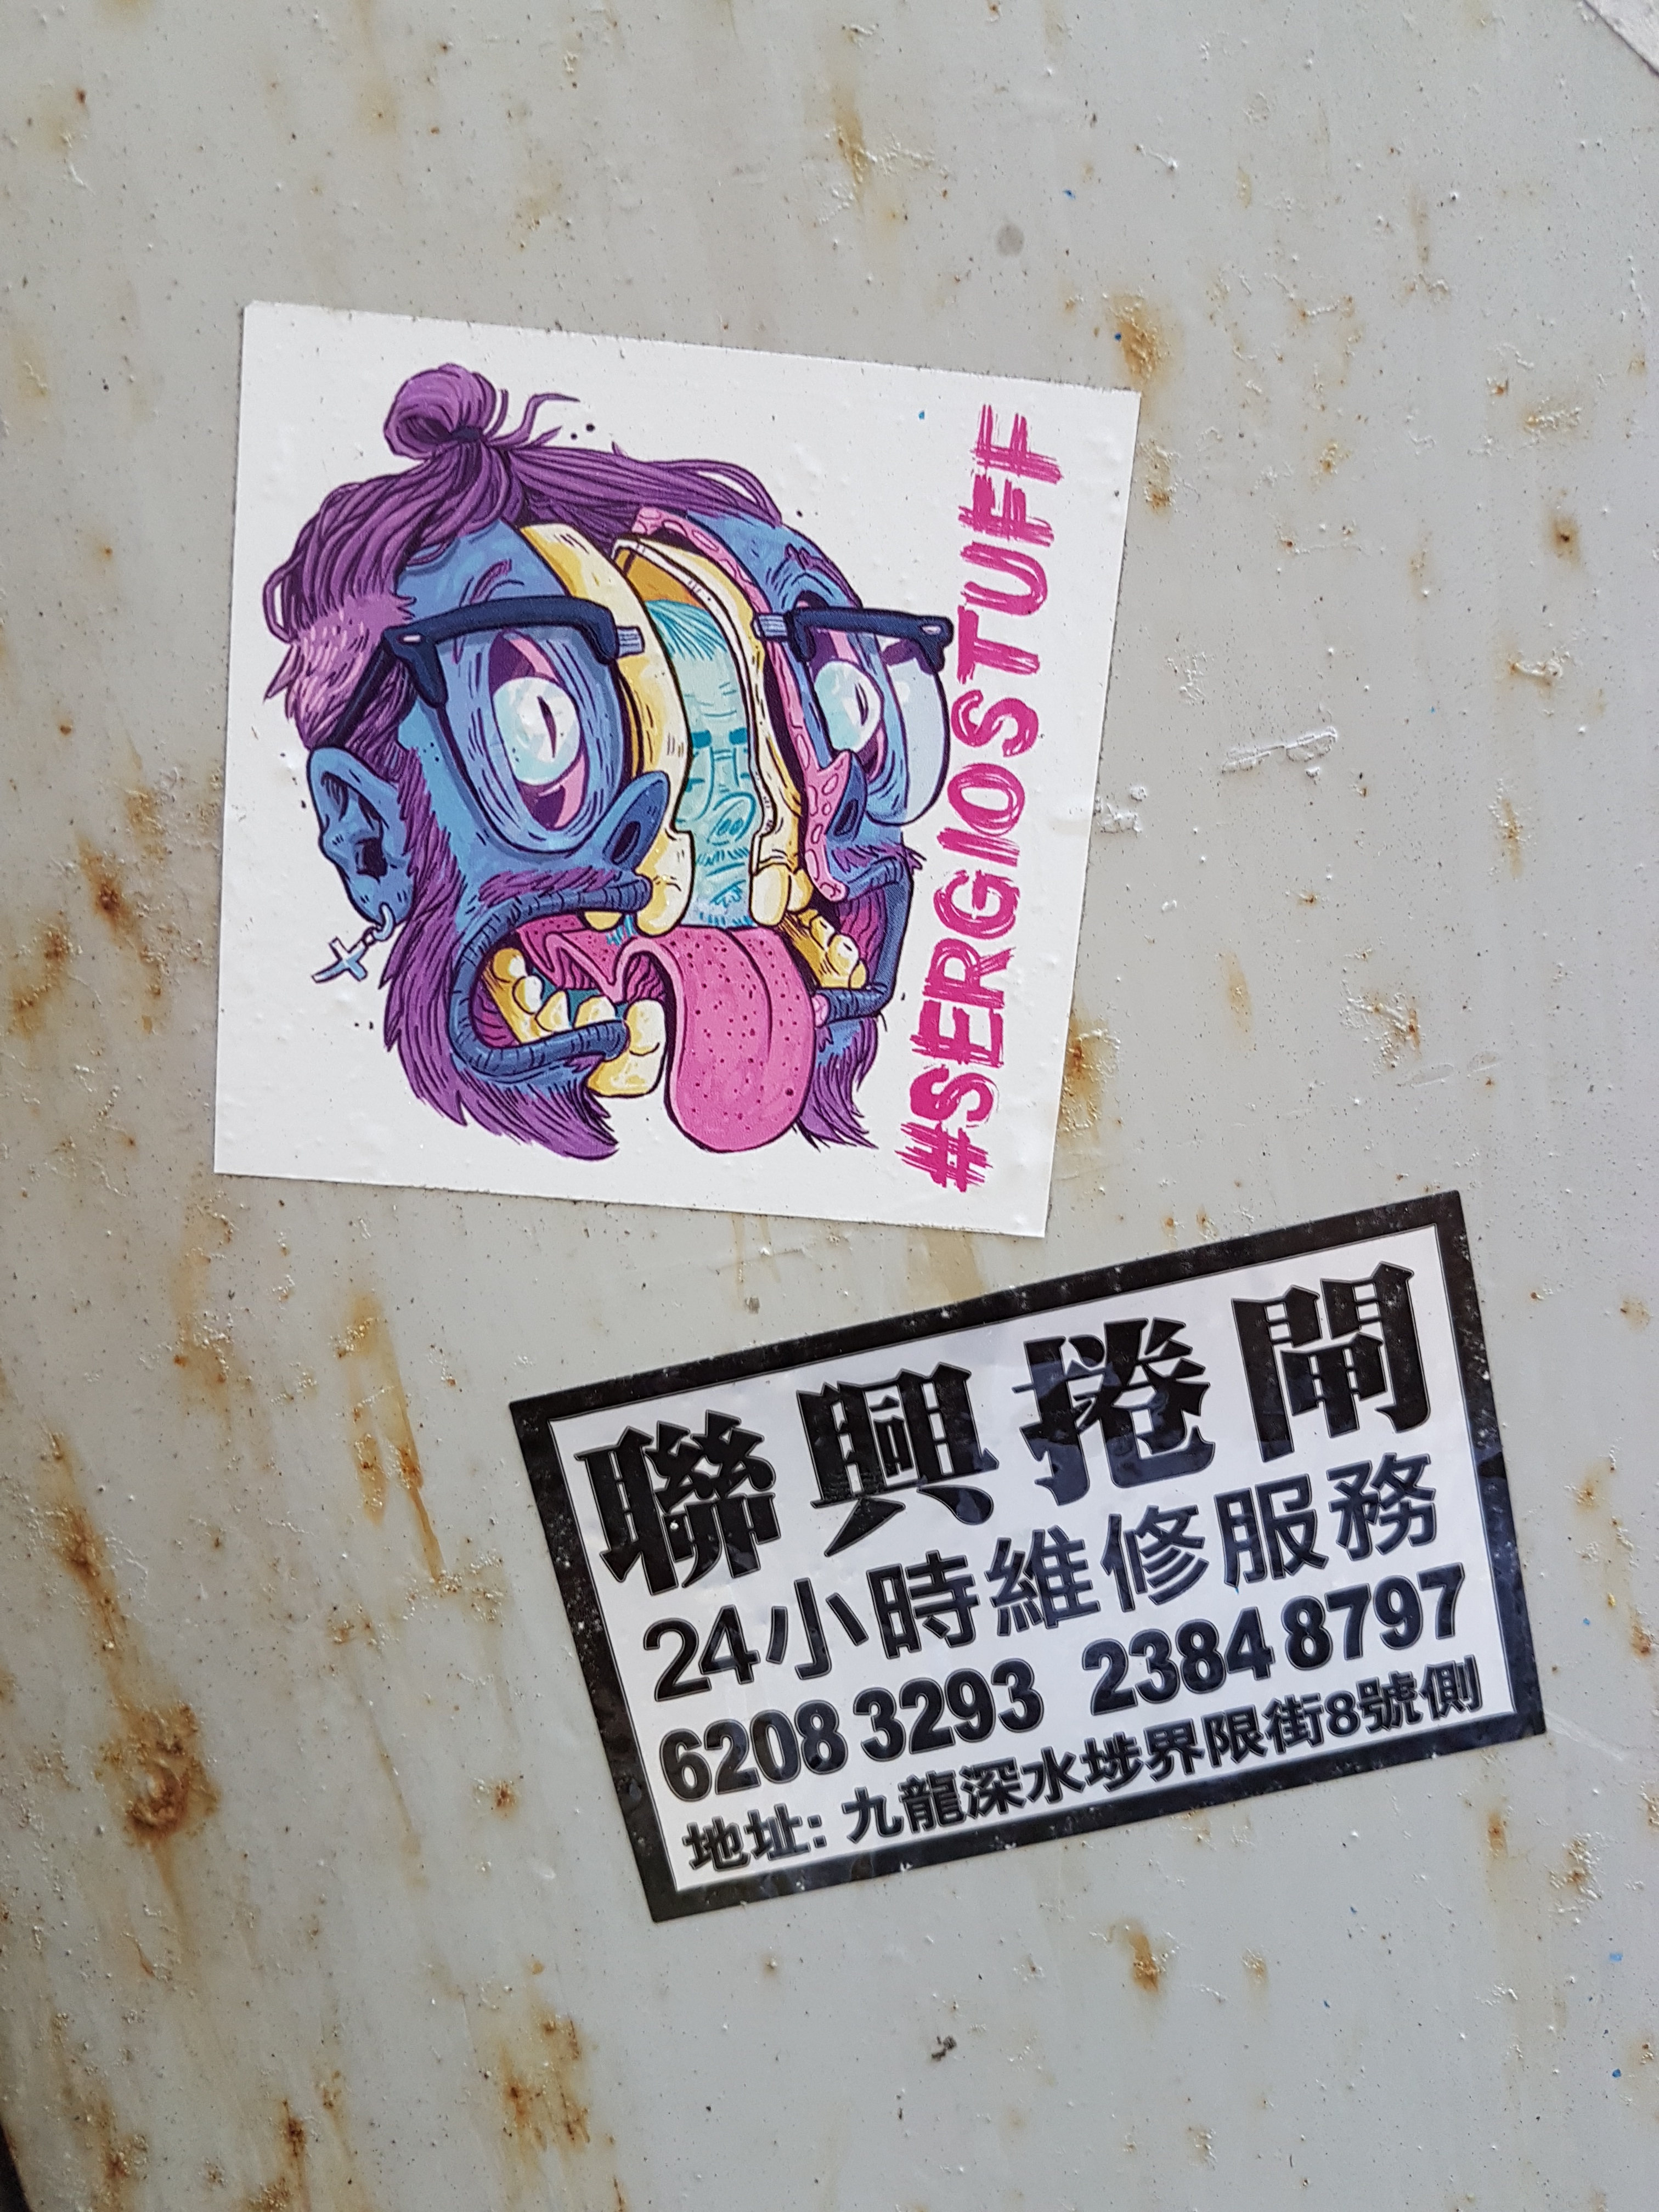 #SERGIOSTUFF
聯興捲閘
24小時維修服務
6208 3293 2384 8797
地址: 九龍深水埗界限街8號側